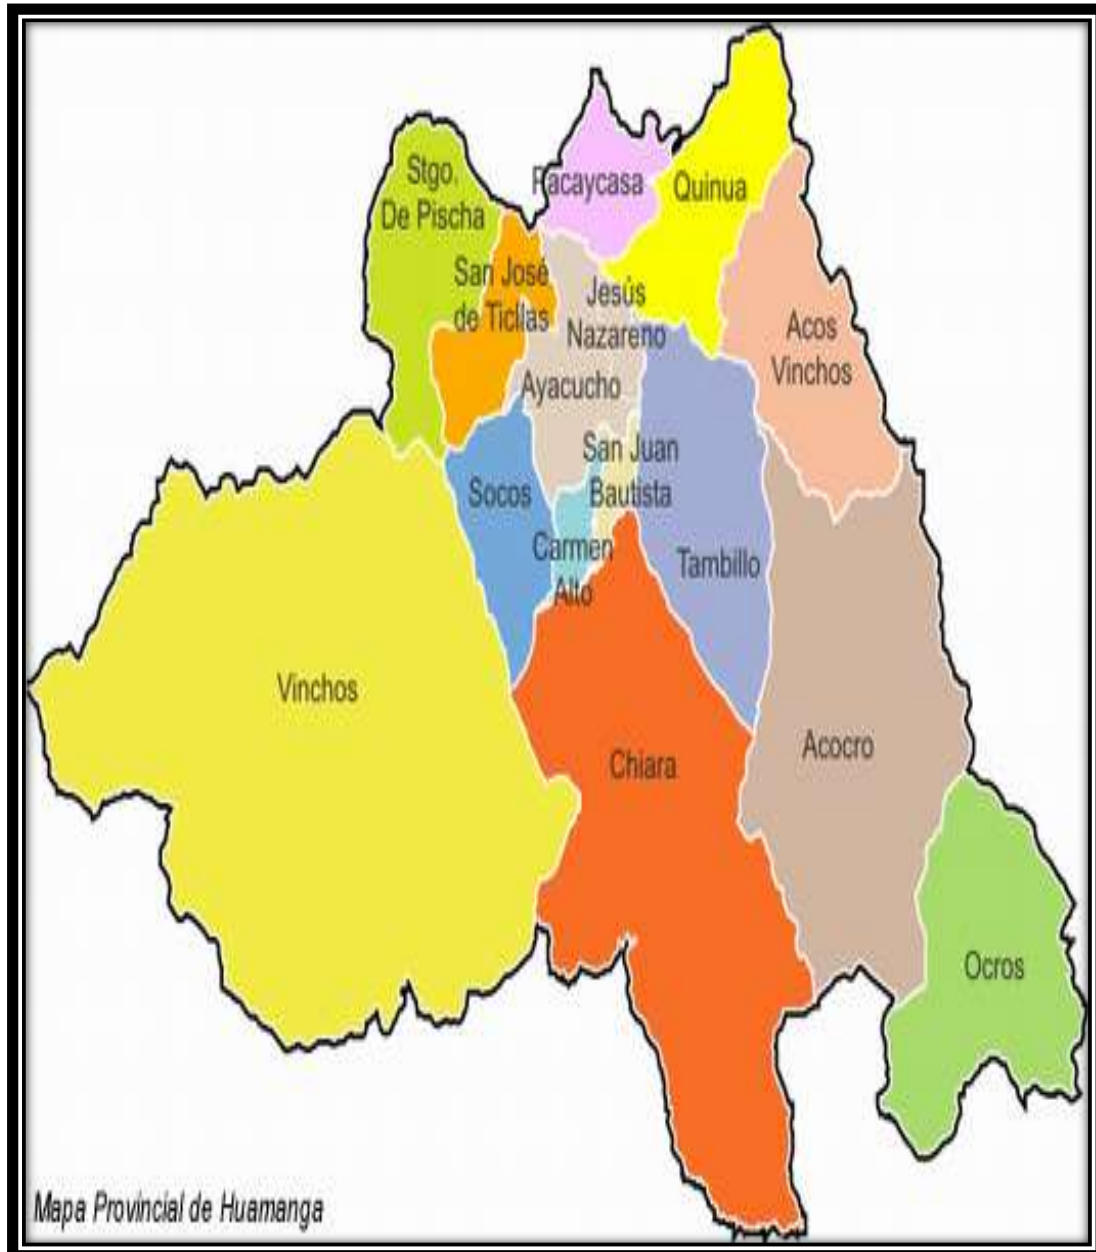 Stgo.
De Pischa
Pacaycasa
Quinua
San José
de Ticllas
Jesús
Nazareno
Acos
Vinchos
Ayacucho
San Juan
Bautista
Socos
Carmen
Alto
Tambillo
Vinchos
Chiara
Acocro
Ocros
Mapa Provincial de Huamanga